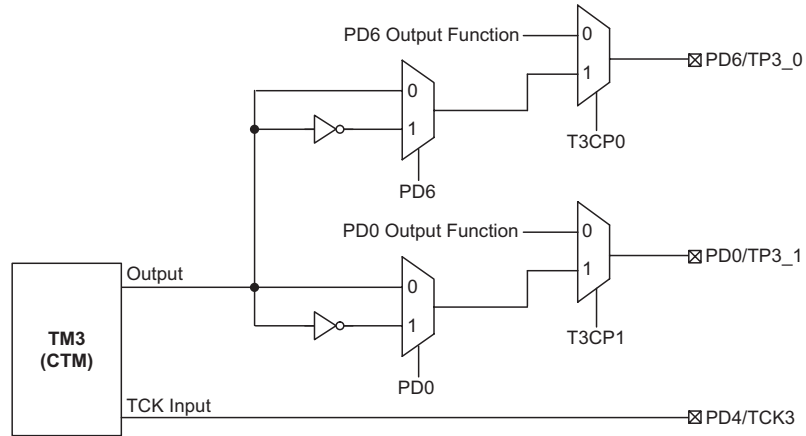 PD6 Output Function
0
1
PD6/TP3_0
0
1
T3CP0
PD6
PD0 Output Function
0
1
PD0/TP3_1
Output
0
1
TM3
(CTM)
T3CP1
PD0
TCK Input
PD4/TCK3